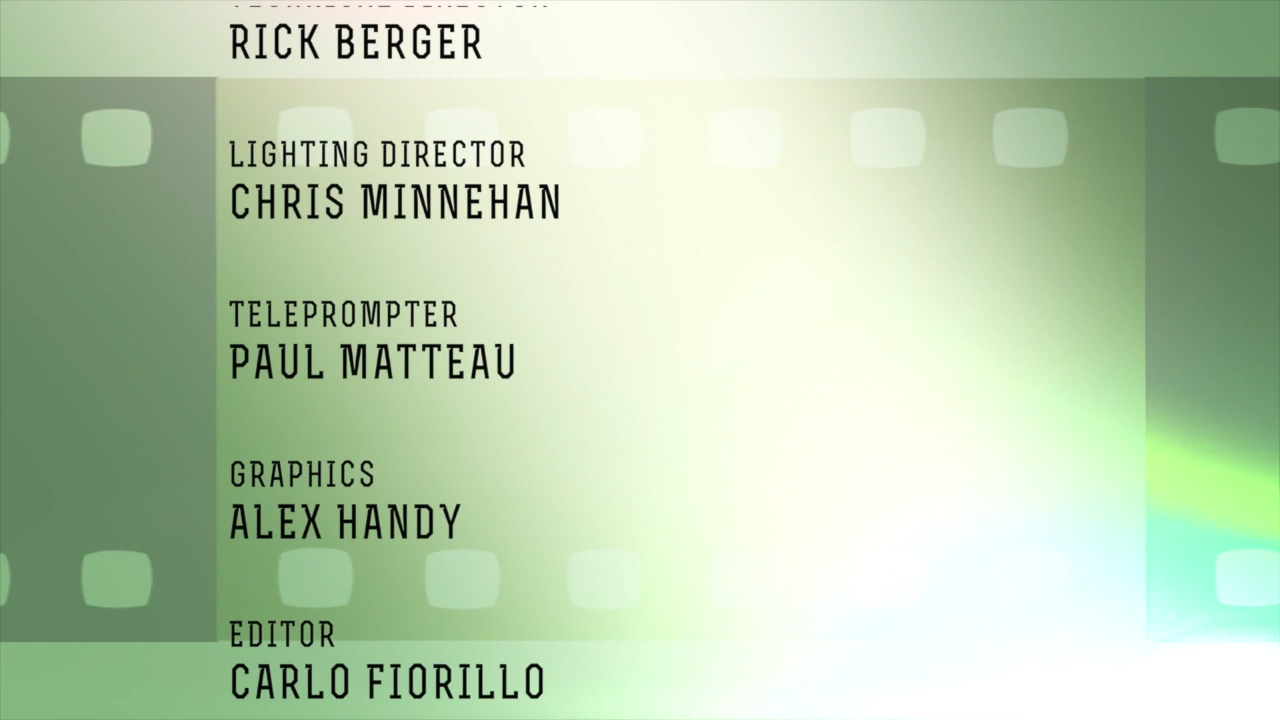 RICK BERGER
LIGHTING DIRECTOR
CHRIS MINNEHAN
TELEPROMPTER
PAUL MATTEAU
GRAPHICS
ALEX HANDY
EDITOR
CARLO FIORILLO